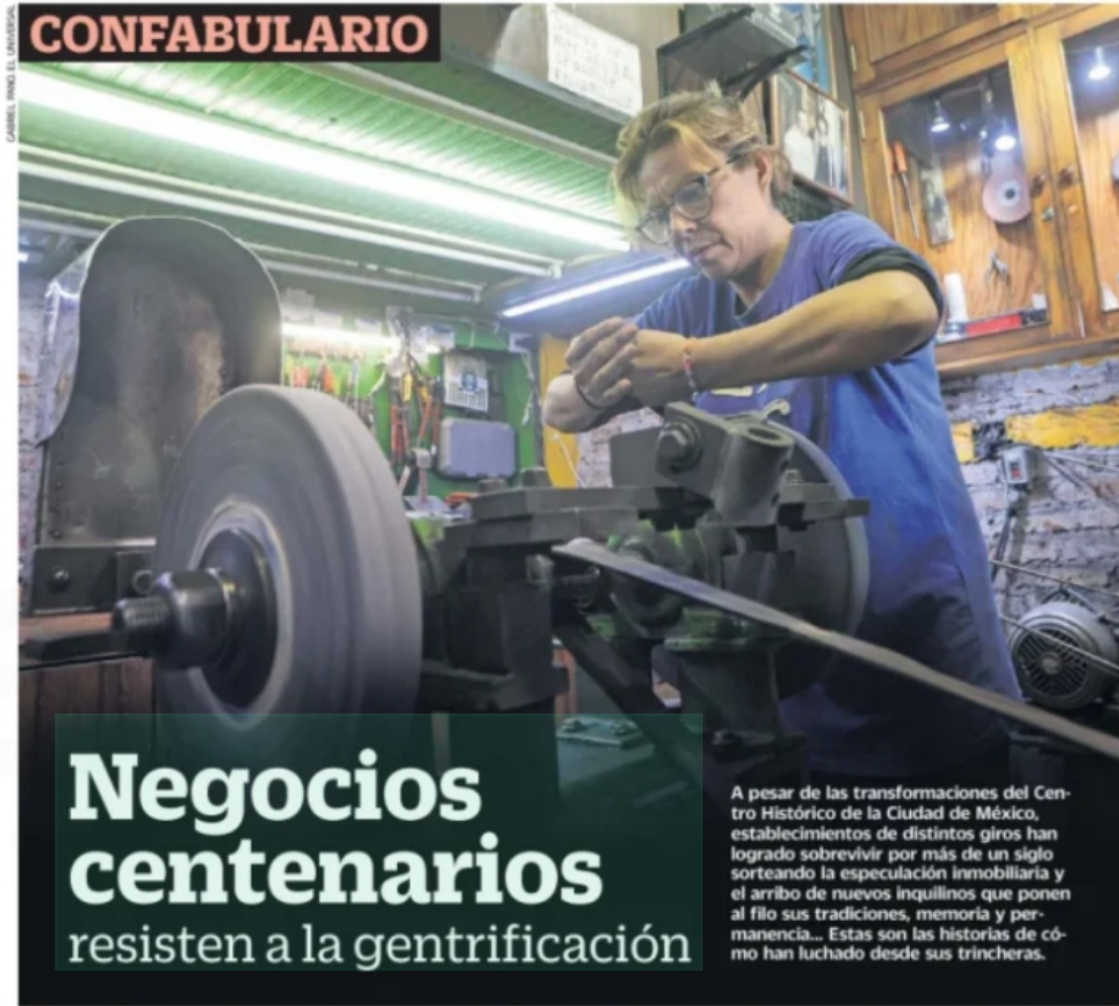 GABRIEL PANO. EL UNIVERSAL
CONFABULARIO
Negocios
centenarios
resisten a la gentrificación
A pesar de las transformaciones del Cen-
tro Histórico de la Ciudad de México,
establecimientos de distintos giros han
logrado sobrevivir por más de un siglo
sorteando la especulación inmobiliaria y
el arribo de nuevos inquilinos que ponen
al filo sus tradiciones, memoria y per-
manencia... Estas son las historias de có-
mo han luchado desde sus trincheras.